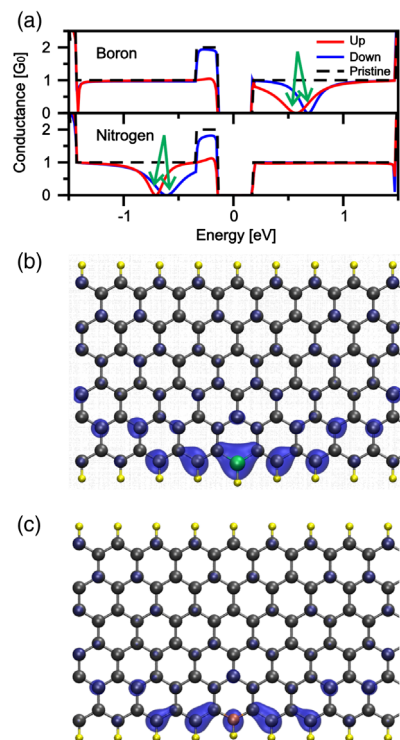 (a)
Conductance [G0]
2
1
0
Boron
Up
Down
Pristine
2
1
0
Nitrogen
-1
0
1
Energy [eV]
(b)
(c)